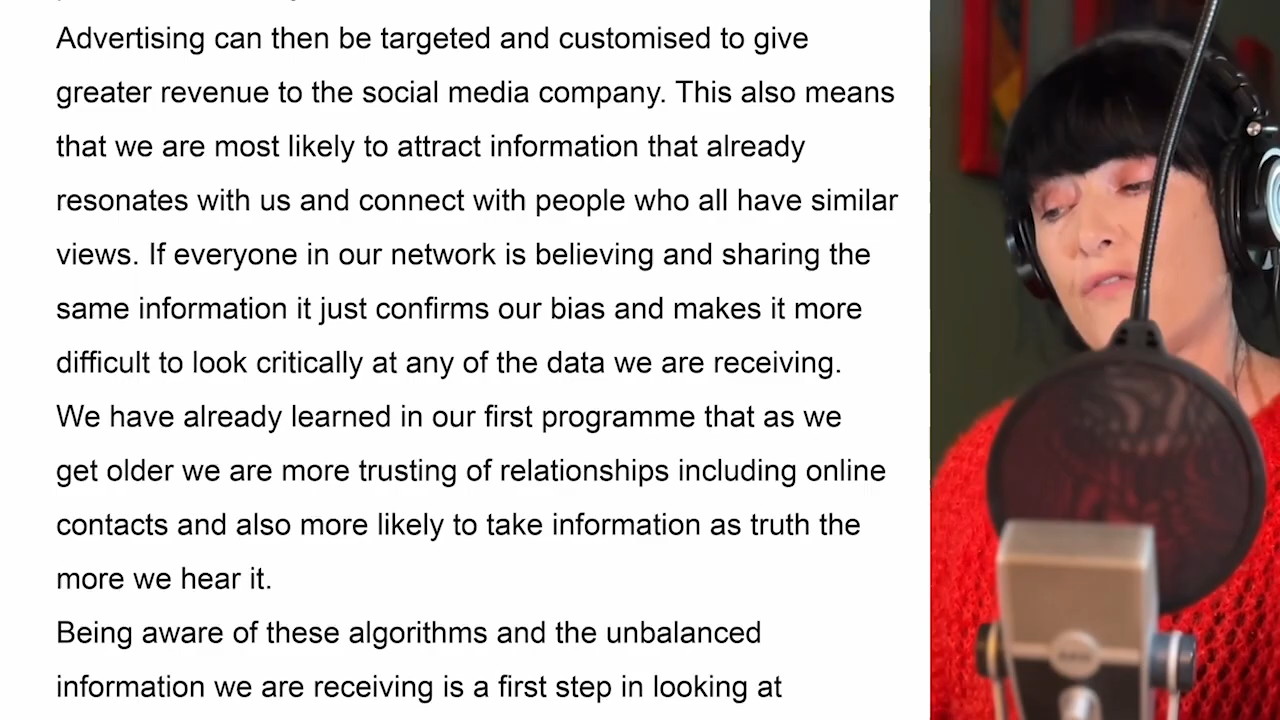 Advertising can then be targeted and customised to give
greater revenue to the social media company. This also means
that we are most likely to attract information that already
resonates with us and connect with people who all have similar
views. If everyone in our network is believing and sharing the
same information it just confirms our bias and makes it more
difficult to look critically at any of the data we are receiving.
We have already learned in our first programme that as we
get older we are more trusting of relationships including online
contacts and also more likely to take information as truth the
more we hear it.
Being aware of these algorithms and the unbalanced
information we are receiving is a first step in looking at